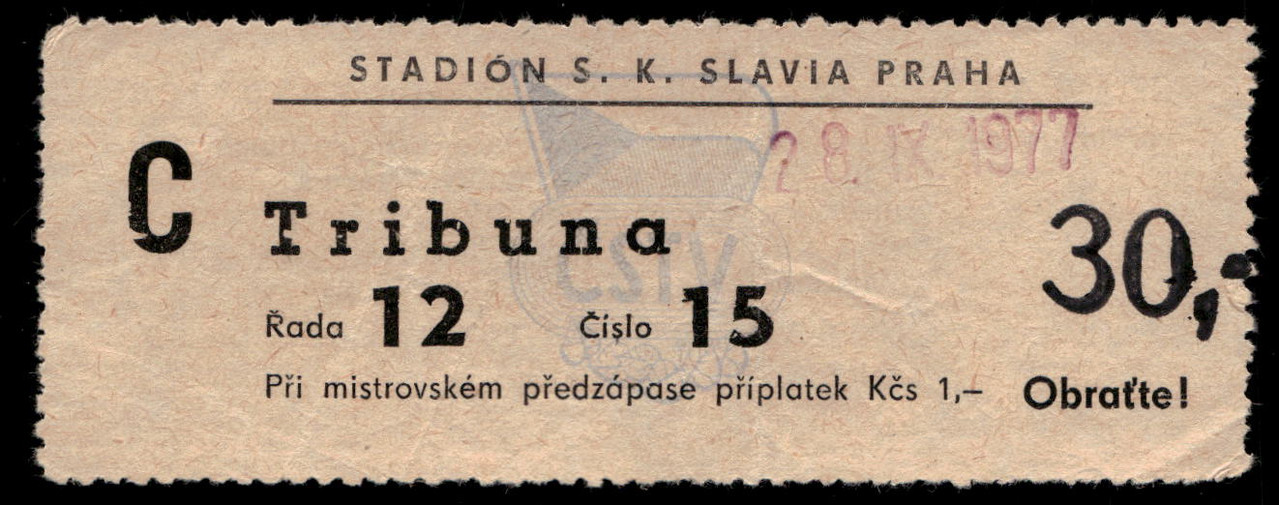 STADIÓN S. K. SLAVIA PRAHA
28. IX 1977
C Tribuna
30,-
Řada 12 Číslo 15
ČSTV
Při mistrovském předzápase příplatek Kčs 1,– Obraťte!